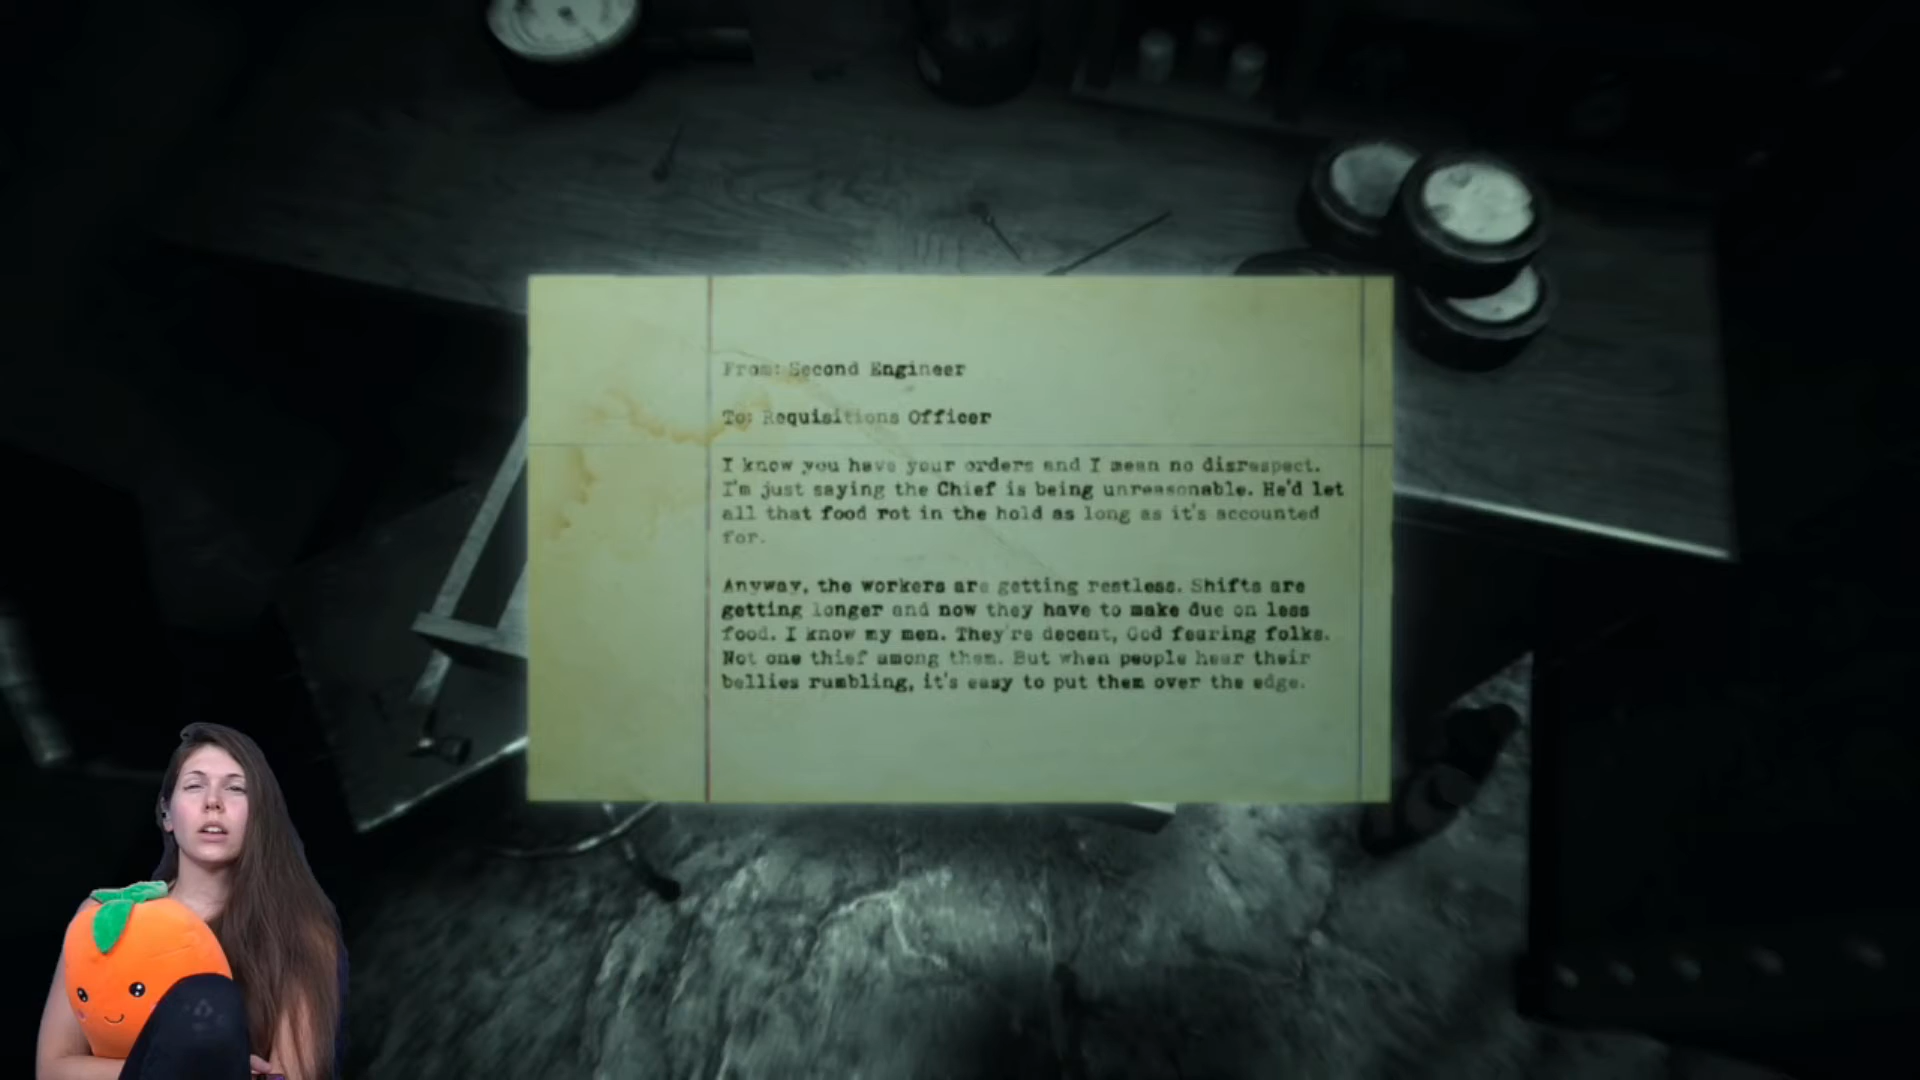 From: Second Engineer
To: Requisitions Officer
I know you have your orders and I mean no disrespect.
I'm just saying the Chief is being unreasonable. He'd let
all that food rot in the hold as long as it's accounted
for.
Anyway, the workers are getting restless. Shifts are
getting longer and now they have to make due on less
food. I know my men. They're decent, God fearing folks.
Not one thief among them. But when people hear their
bellies rumbling, it's easy to put them over the edge.